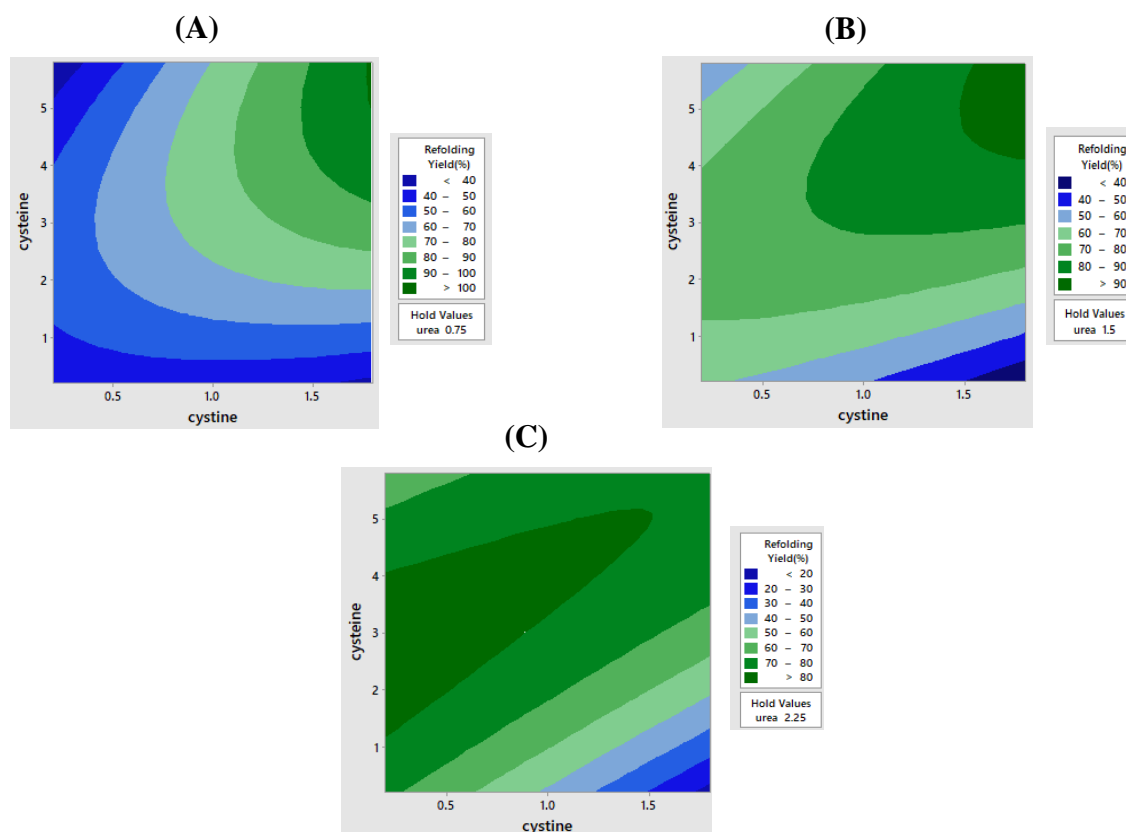 (A)
cysteine
5
4
3
2
1
0.5 1.0 1.5
cystine
Refolding
Yield(%)
< 40
40 – 50
50 – 60
60 – 70
70 – 80
80 – 90
90 – 100
> 100
Hold Values
urea 0.75
(B)
cysteine
5
4
3
2
1
0.5 1.0 1.5
cystine
Refolding
Yield(%)
< 40
40 – 50
50 – 60
60 – 70
70 – 80
80 – 90
> 90
Hold Values
urea 1.5
(C)
cysteine
5
4
3
2
1
0.5 1.0 1.5
cystine
Refolding
Yield(%)
< 20
20 – 30
30 – 40
40 – 50
50 – 60
60 – 70
70 – 80
> 80
Hold Values
urea 2.25